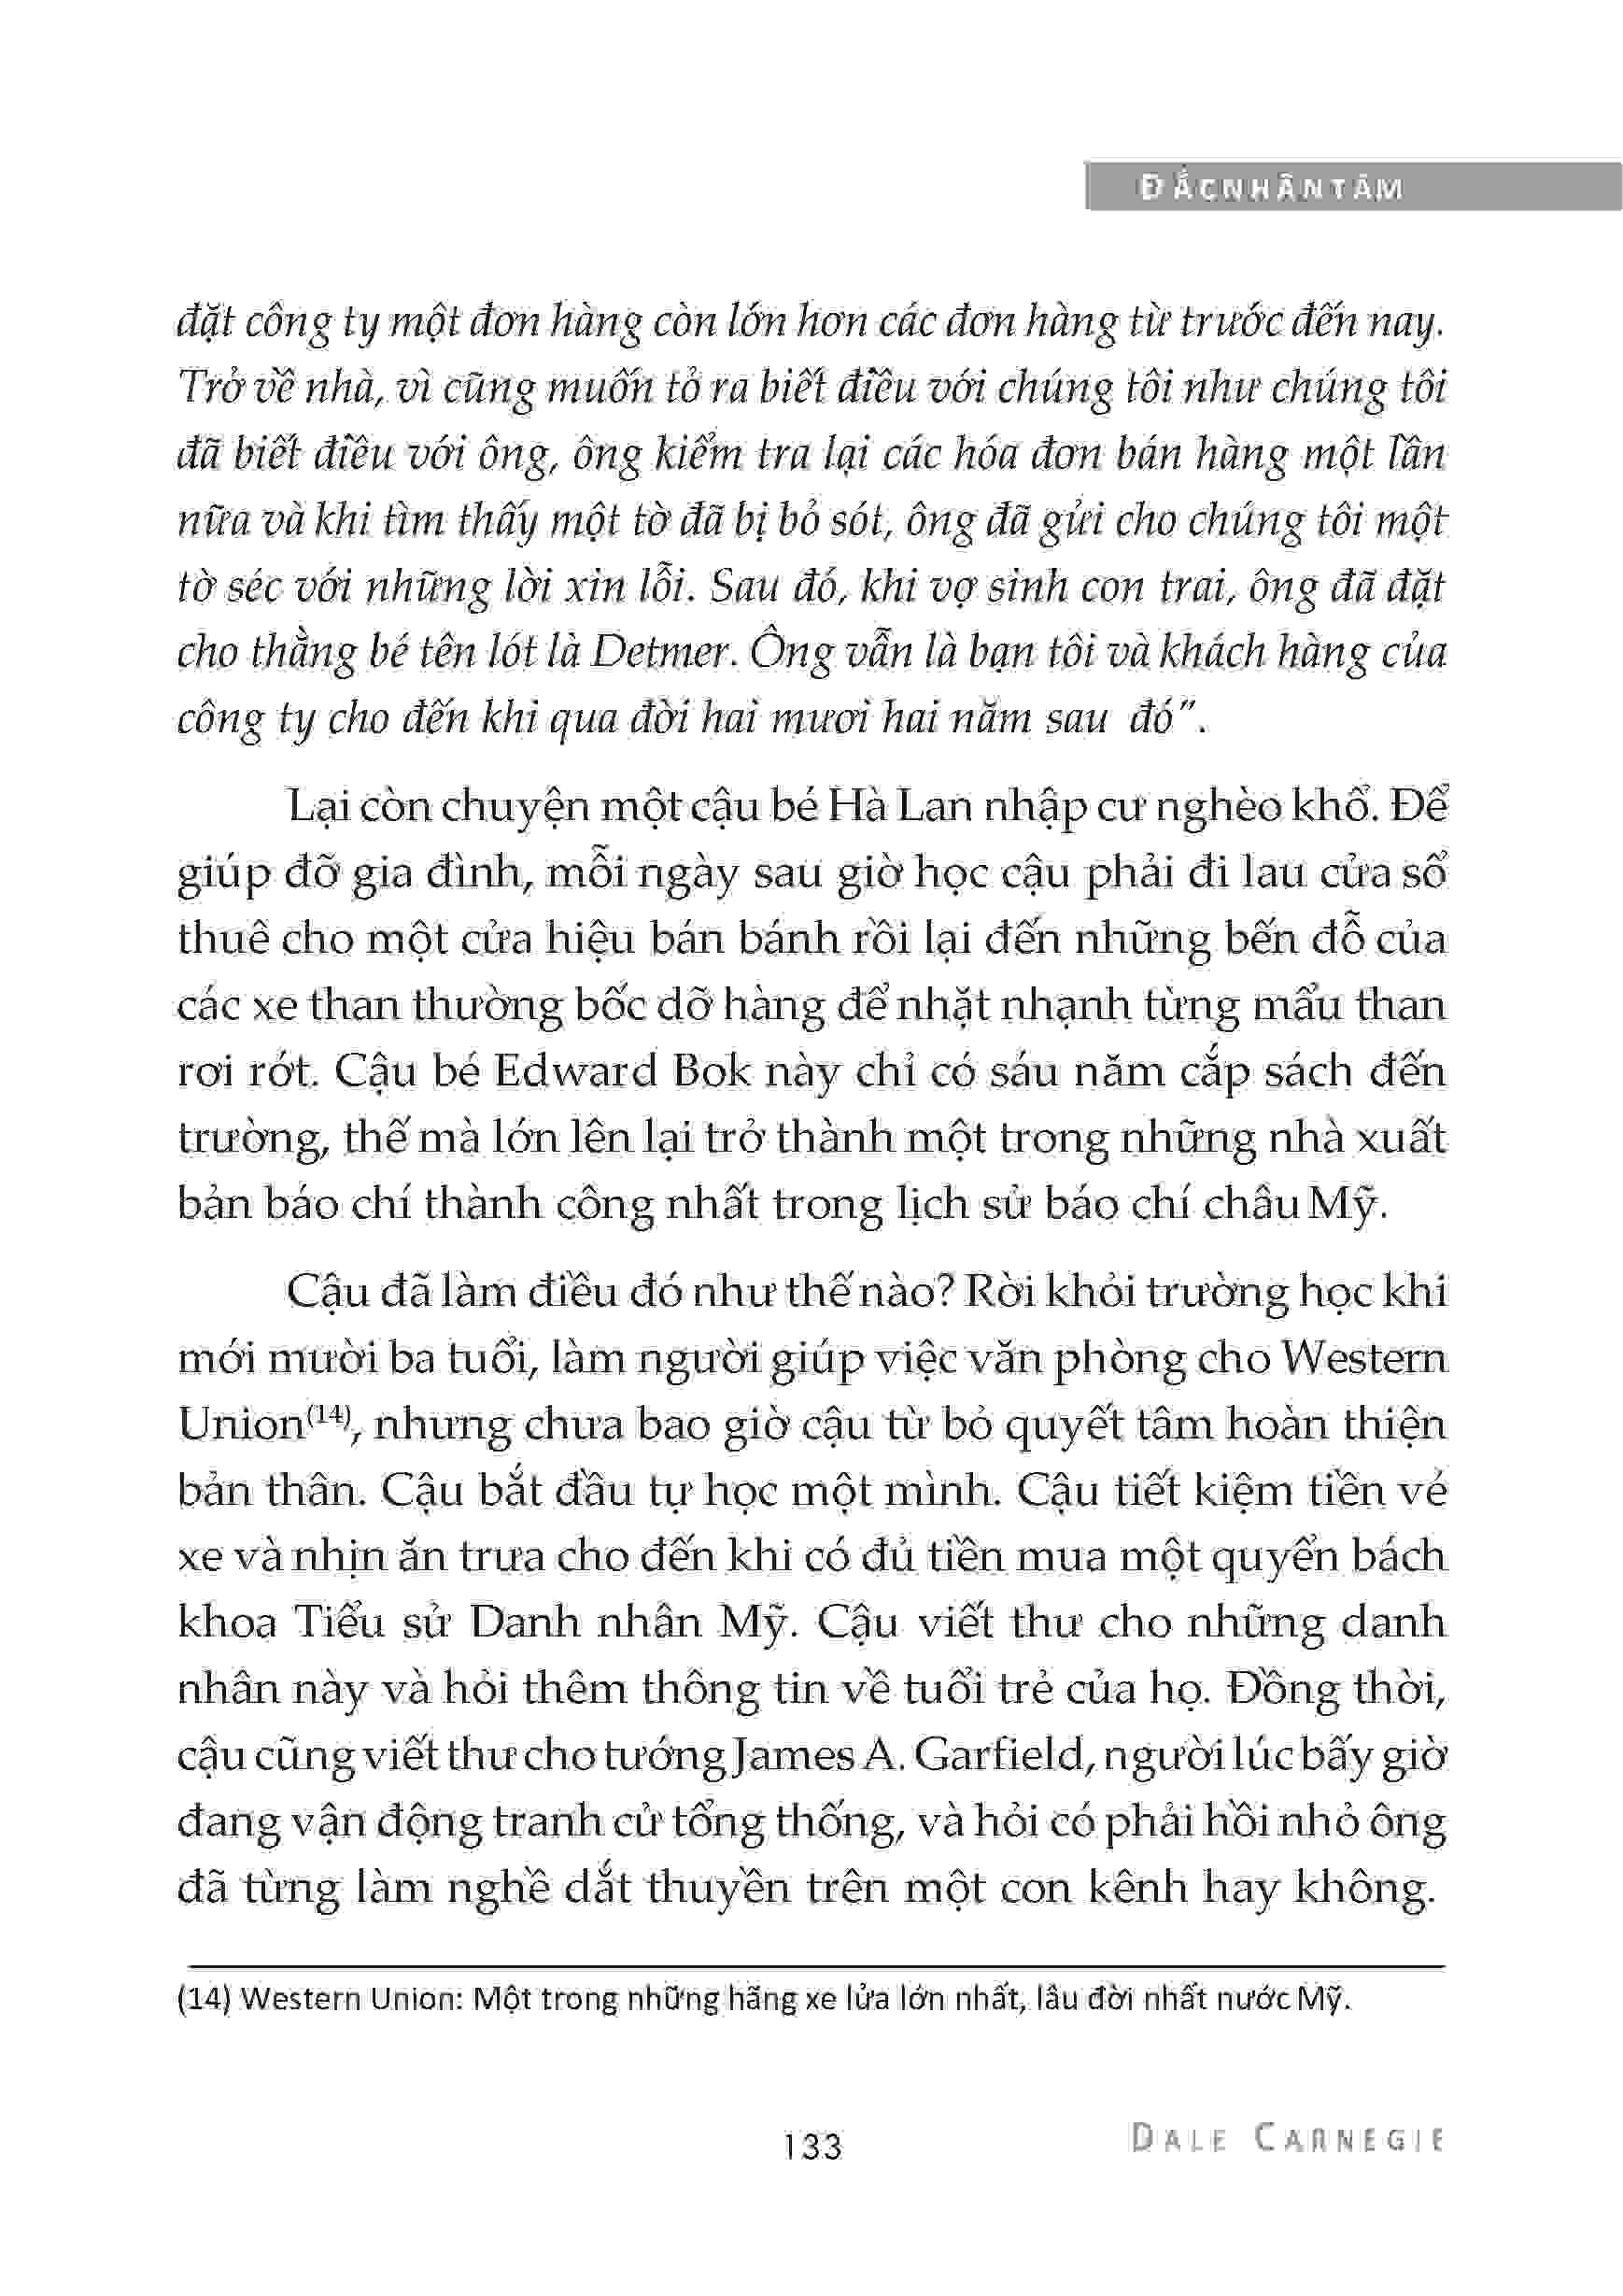 ĐẮCNHÂNTÂM
đặt công ty một đơn hàng còn lớn hơn các đơn hàng từ trước đến nay.
Trở về nhà, vì cũng muốn tỏ ra biết điều với chúng tôi như chúng tôi
đã biết điều với ông, ông kiểm tra lại các hóa đơn bán hàng một lần
nữa và khi tìm thấy một tờ đã bị bỏ sót, ông đã gửi cho chúng tôi một
tờ séc với những lời xin lỗi. Sau đó, khi vợ sinh con trai, ông đã đặt
cho thằng bé tên lót là Detmer. Ông vẫn là bạn tôi và khách hàng của
công ty cho đến khi qua đời hai mươi hai năm sau đó”.
Lại còn chuyện một cậu bé Hà Lan nhập cư nghèo khổ. Để
giúp đỡ gia đình, mỗi ngày sau giờ học cậu phải đi lau cửa sổ
thuê cho một cửa hiệu bán bánh rồi lại đến những bến đỗ của
các xe than thường bốc dỡ hàng để nhặt nhạnh từng mẩu than
rơi rớt. Cậu bé Edward Bok này chỉ có sáu năm cắp sách đến
trường, thế mà lớn lên lại trở thành một trong những nhà xuất
bản báo chí thành công nhất trong lịch sử báo chí châu Mỹ.
Cậu đã làm điều đó như thế nào? Rời khỏi trường học khi
mới mười ba tuổi, làm người giúp việc văn phòng cho Western
Union(14), nhưng chưa bao giờ cậu từ bỏ quyết tâm hoàn thiện
bản thân. Cậu bắt đầu tự học một mình. Cậu tiết kiệm tiền vé
xe và nhịn ăn trưa cho đến khi có đủ tiền mua một quyển bách
khoa Tiểu sử Danh nhân Mỹ. Cậu viết thư cho những danh
nhân này và hỏi thêm thông tin về tuổi trẻ của họ. Đồng thời,
cậu cũng viết thư cho tướng James A. Garfield, người lúc bấy giờ
đang vận động tranh cử tổng thống, và hỏi có phải hồi nhỏ ông
đã từng làm nghề dắt thuyền trên một con kênh hay không.
(14) Western Union: Một trong những hãng xe lửa lớn nhất, lâu đời nhất nước Mỹ.
133
DALE CARNEGIE